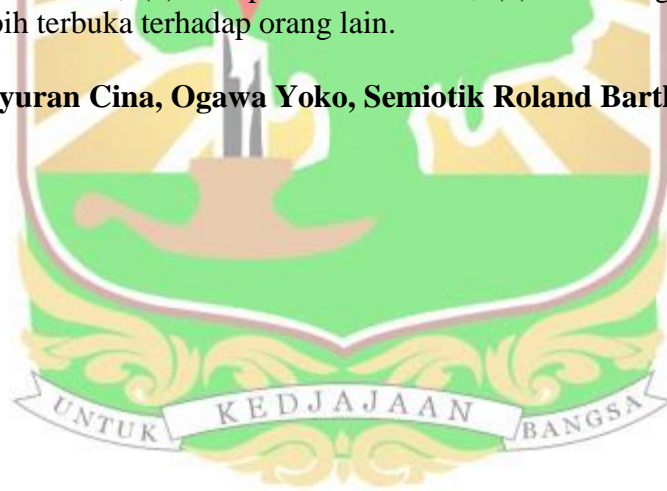 bih terbuka terhadap orang lain.
yuran Cina, Ogawa Yoko, Semiotik Roland Barth
UNTUK KEDJAJAAN BANGSA